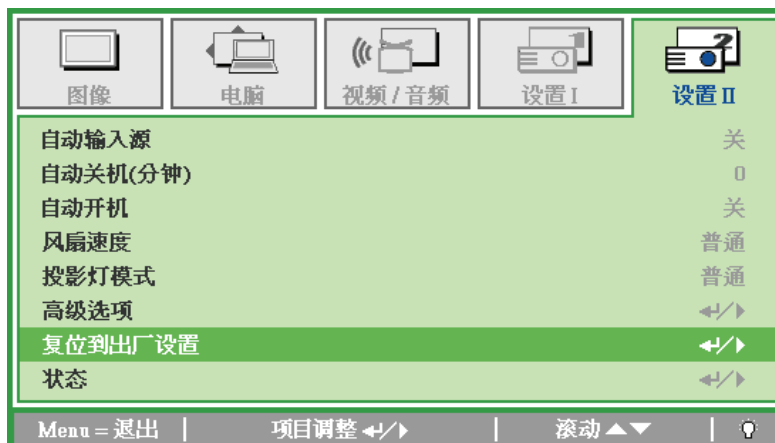 图像 电脑 视频 / 音频 设置 I 设置 II
自动输入源 关
自动关机(分钟) 0
自动开机 关
风扇速度 普通
投影灯模式 普通
高级选项 ↵/▶
复位到出厂设置 ↵/▶
状态 ↵/▶
Menu = 退出 项目调整 ↵/▶ 滚动▲▼